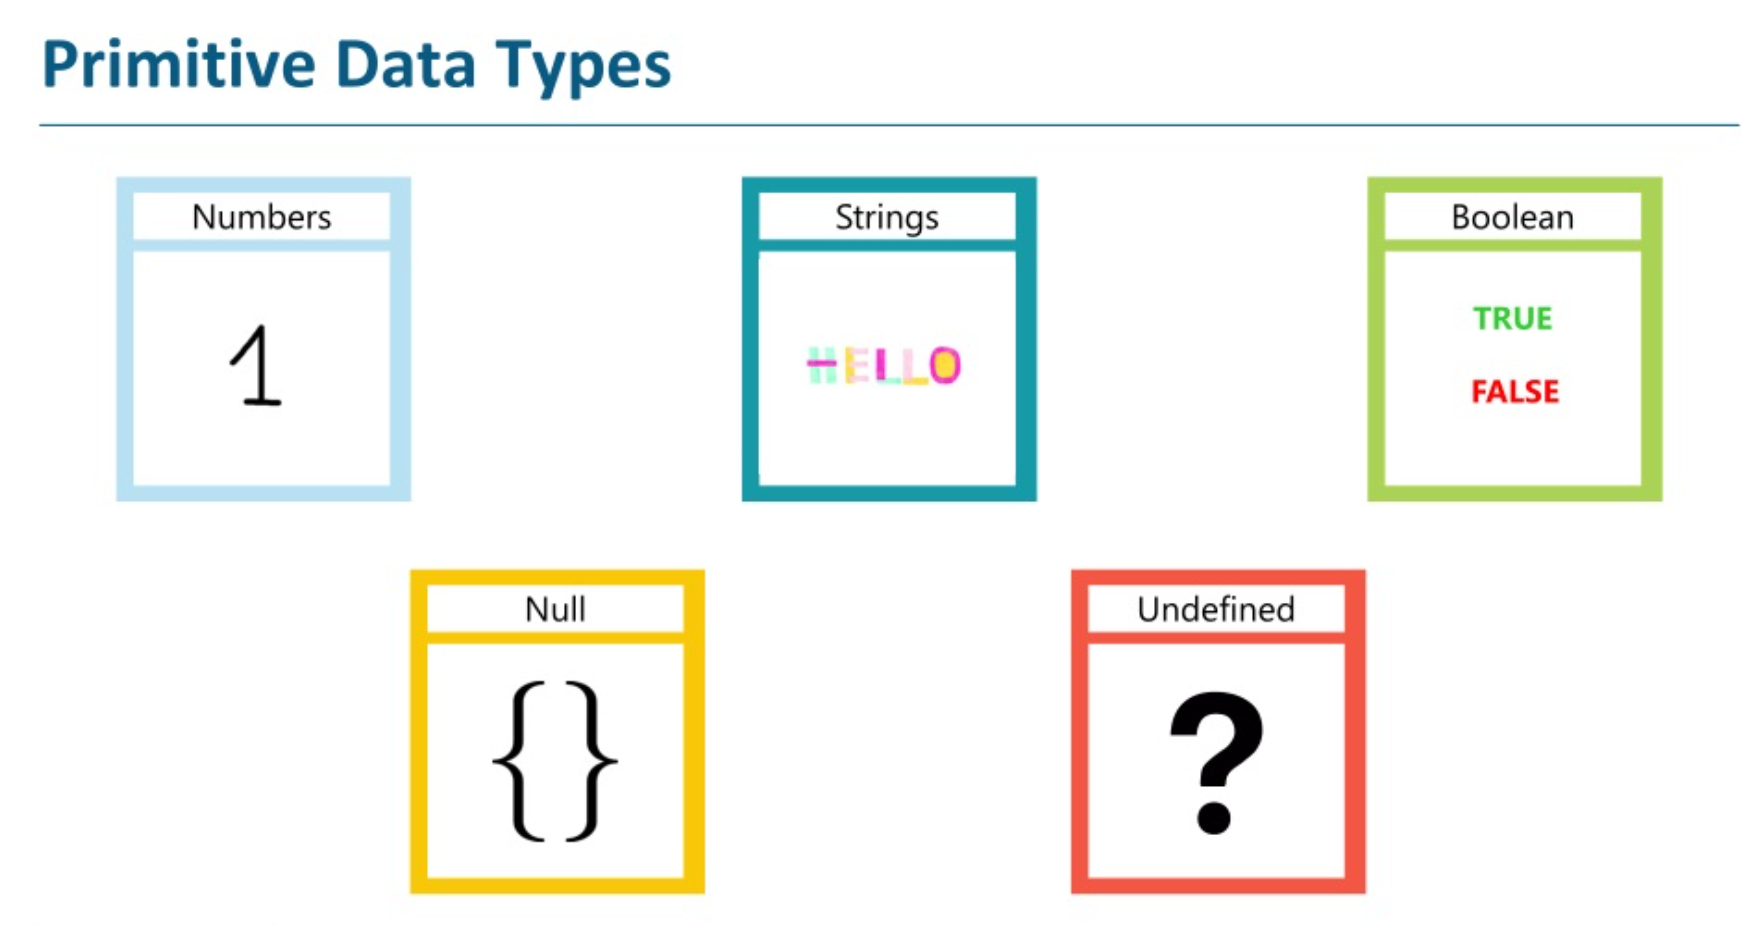 Primitive Data Types
Numbers
1
Strings
HELLO
Boolean
TRUE
FALSE
Null
{}
Undefined
?